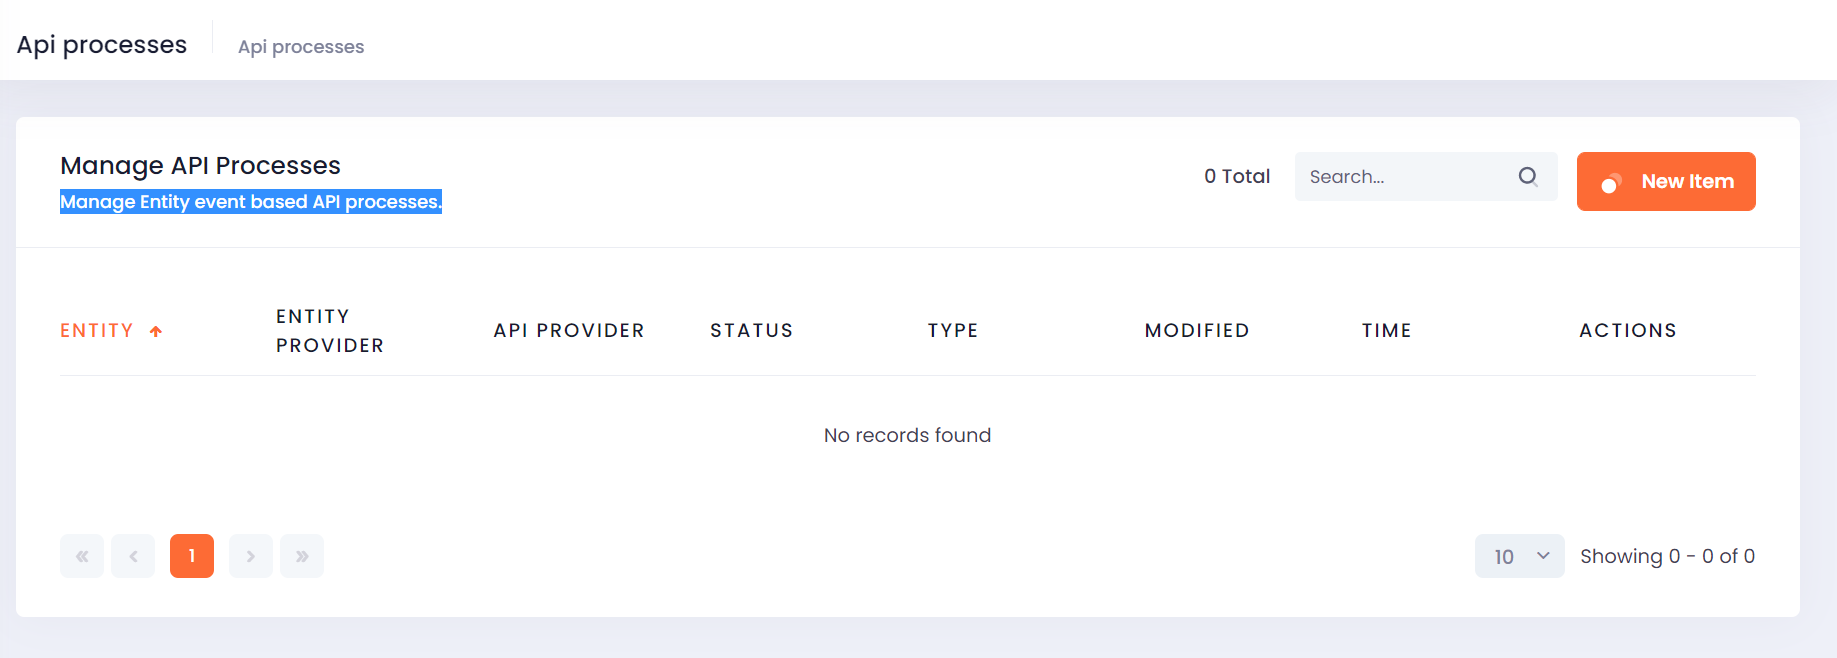 Api processes
Api processes
Manage API Processes
Manage Entity event based API processes.
0 Total
Search...
New Item
ENTITY
ENTITY
PROVIDER
API PROVIDER
STATUS
TYPE
MODIFIED
TIME
ACTIONS
No records found
1
10
Showing 0 - 0 of 0